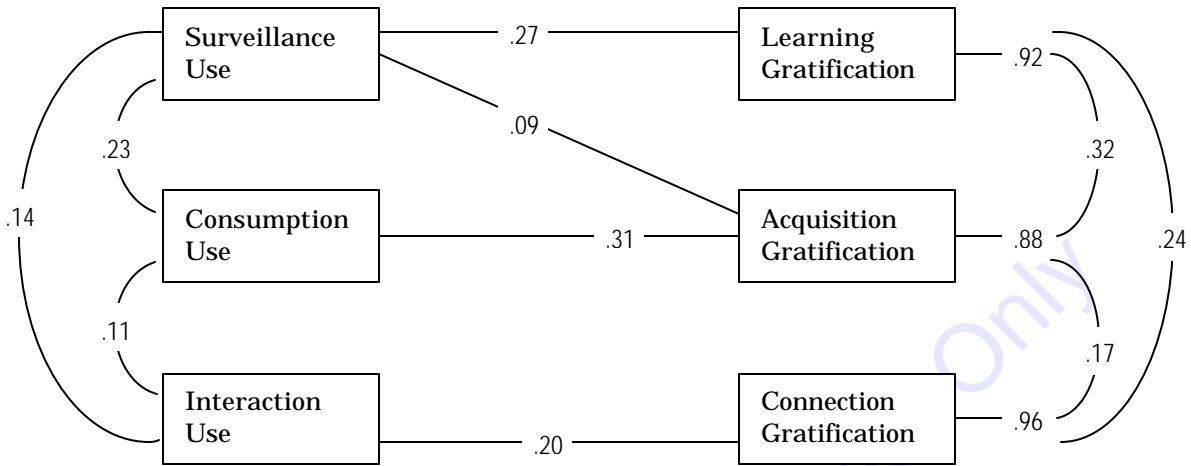 Surveillance
Use
.27
Learning
Gratification
.92
.09
.23
.32
.14
Consumption
Use
.31
Acquisition
Gratification
.88
.24
.11
.17
Interaction
Use
.20
Connection
Gratification
.96
Only